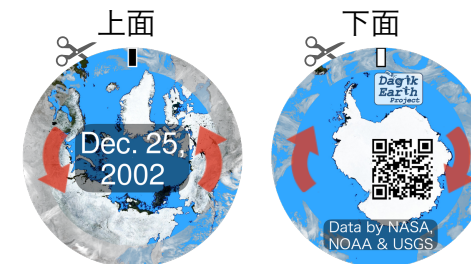 上面
下面
Dec. 25,
2002
Dagik
Earth
Project
Data by NASA,
NOAA & USGS